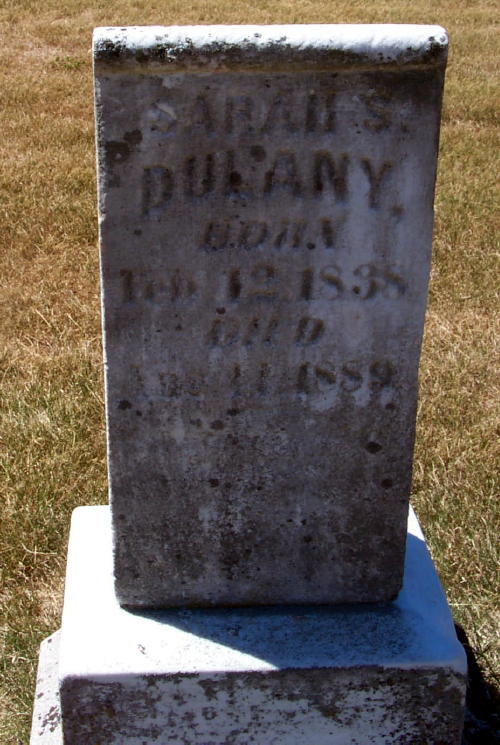 SARAH S.
DULANY,
BORN
Feb 12 1838
DIED
11 1889